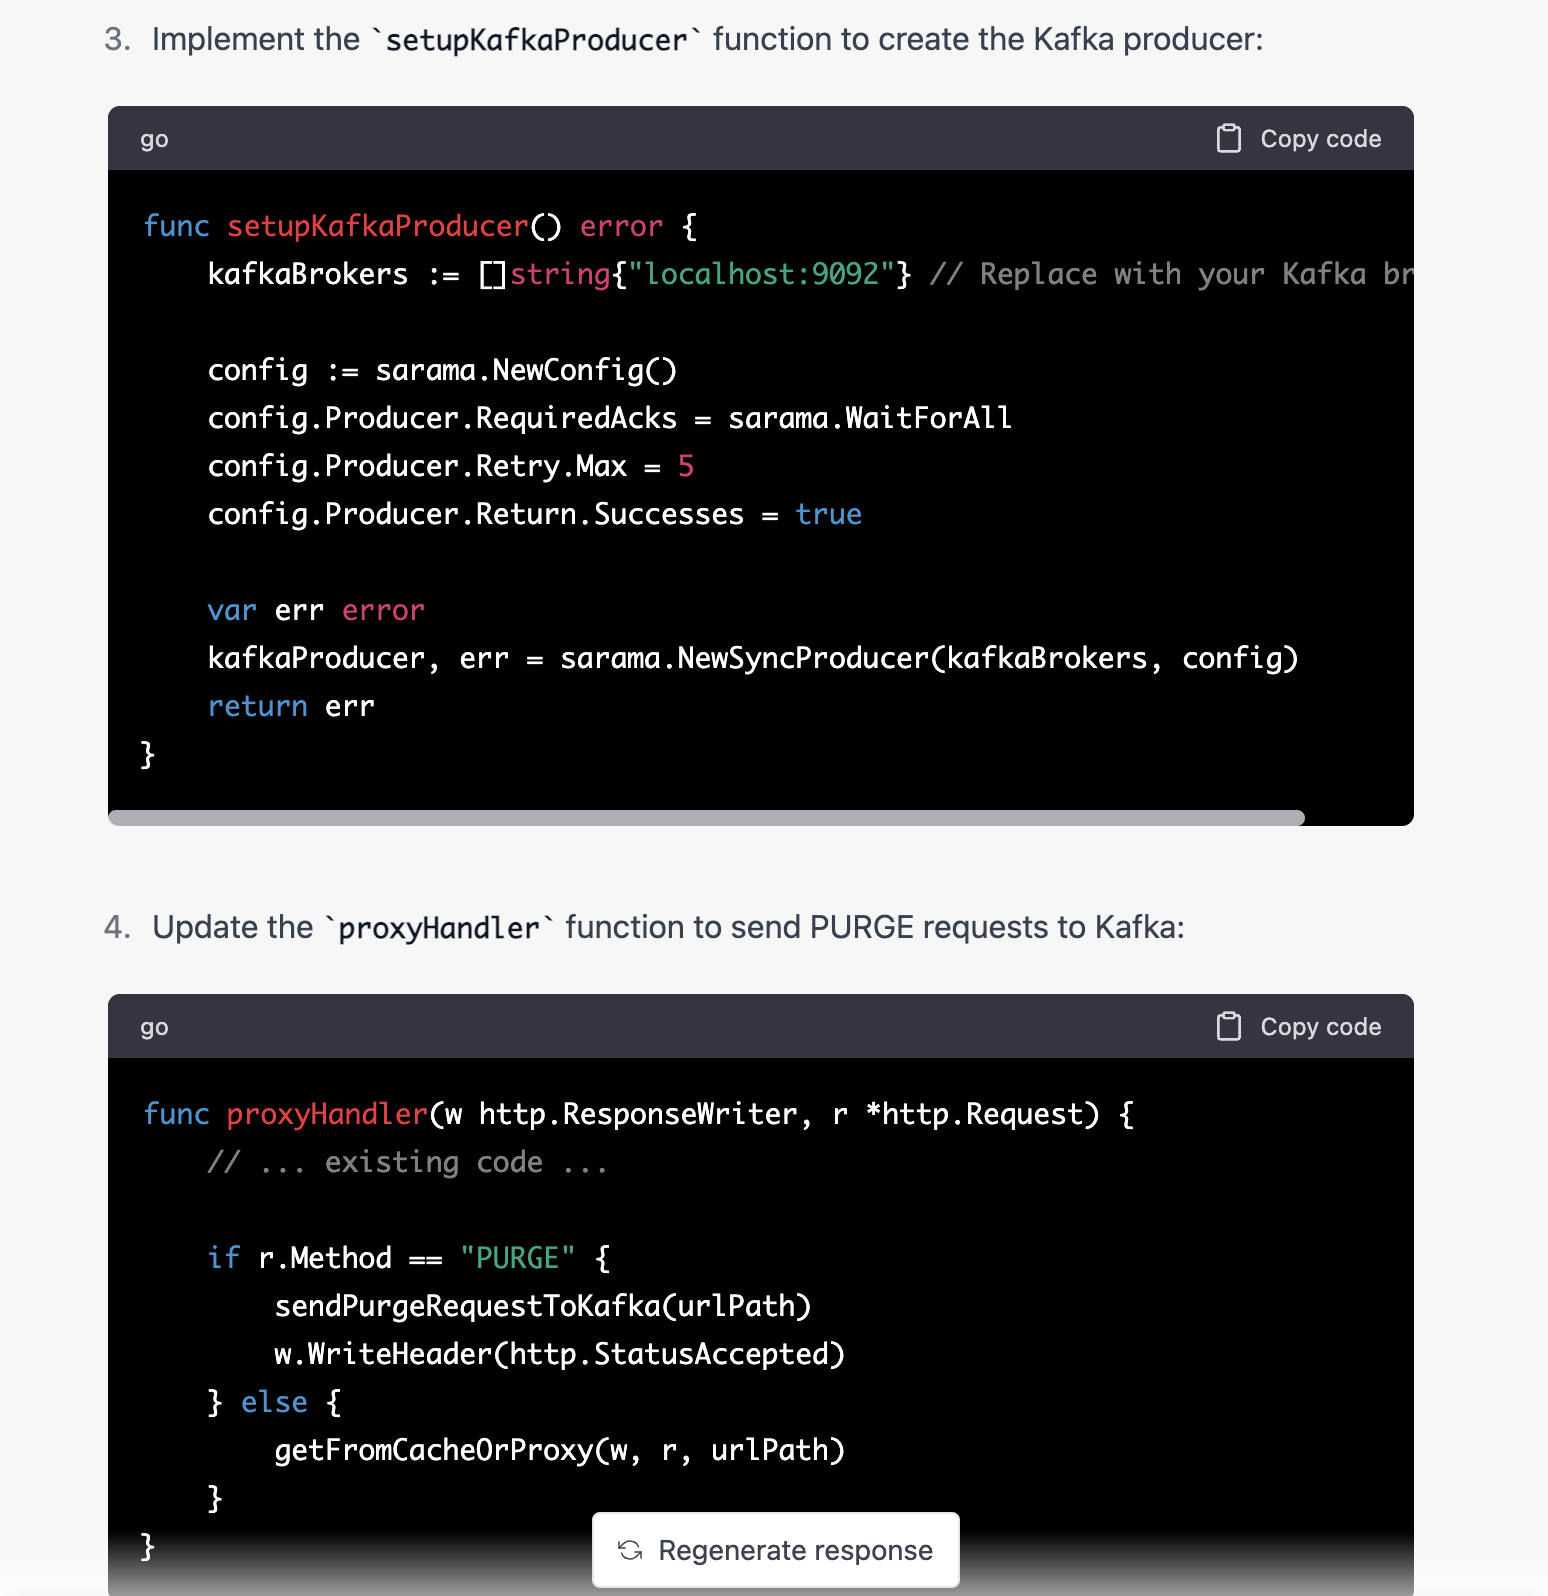 3. Implement the `setupKafkaProducer` function to create the Kafka producer:
go
Copy code
func setupKafkaProducer() error {
kafkaBrokers := []string{"localhost:9092"} // Replace with your Kafka br
config := sarama.NewConfig()
config.Producer.RequiredAcks = sarama.WaitForAll
config.Producer.Retry.Max = 5
config.Producer.Return.Successes = true
var err error
kafkaProducer, err = sarama.NewSyncProducer(kafkaBrokers, config)
return err
}
4. Update the `proxyHandler` function to send PURGE requests to Kafka:
go
Copy code
func proxyHandler(w http.ResponseWriter, r *http.Request) {
// ... existing code ...
if r.Method == "PURGE" {
sendPurgeRequestToKafka(urlPath)
w.WriteHeader(http.StatusAccepted)
} else {
getFromCacheOrProxy(w, r, urlPath)
}
}
Regenerate response